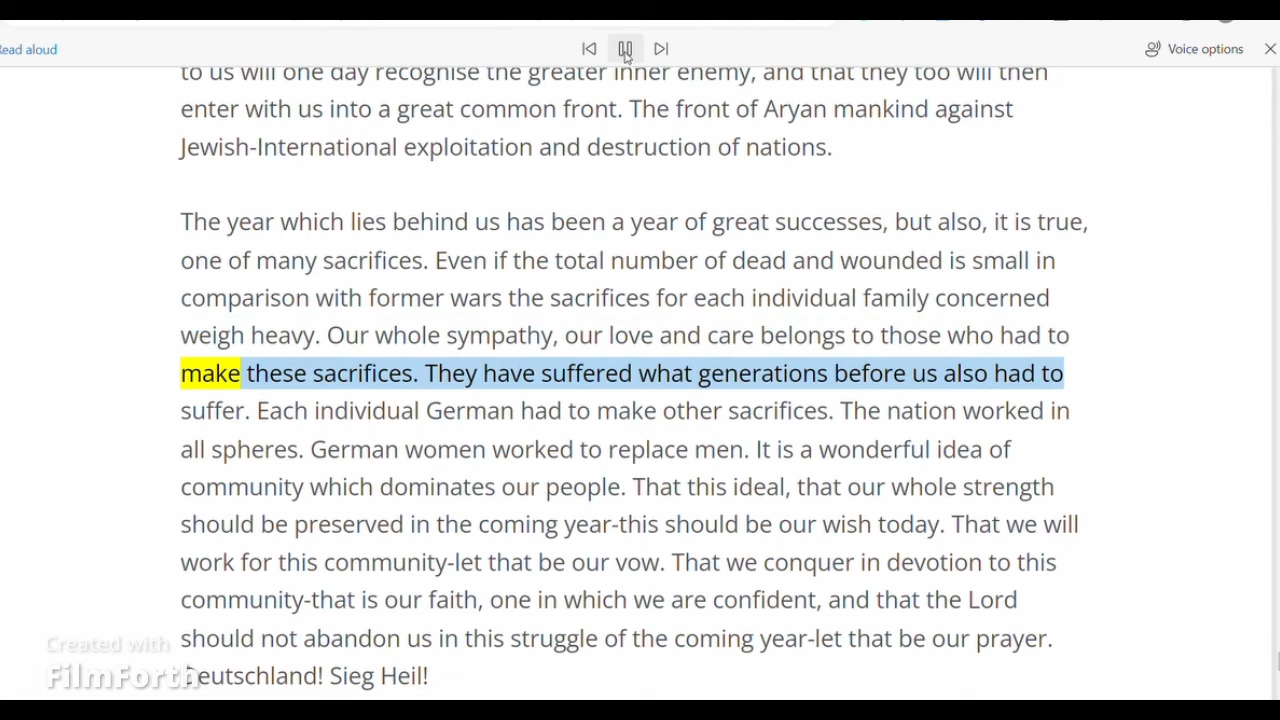 Read aloud
Voice options
to us will one day recognise the greater inner enemy, and that they too will then
enter with us into a great common front. The front of Aryan mankind against
Jewish-International exploitation and destruction of nations.
The year which lies behind us has been a year of great successes, but also, it is true,
one of many sacrifices. Even if the total number of dead and wounded is small in
comparison with former wars the sacrifices for each individual family concerned
weigh heavy. Our whole sympathy, our love and care belongs to those who had to
make these sacrifices. They have suffered what generations before us also had to
suffer. Each individual German had to make other sacrifices. The nation worked in
all spheres. German women worked to replace men. It is a wonderful idea of
community which dominates our people. That this ideal, that our whole strength
should be preserved in the coming year-this should be our wish today. That we will
work for this community-let that be our vow. That we conquer in devotion to this
community-that is our faith, one in which we are confident, and that the Lord
should not abandon us in this struggle of the coming year-let that be our prayer.
Deutschland! Sieg Heil!
Created with
FilmForth